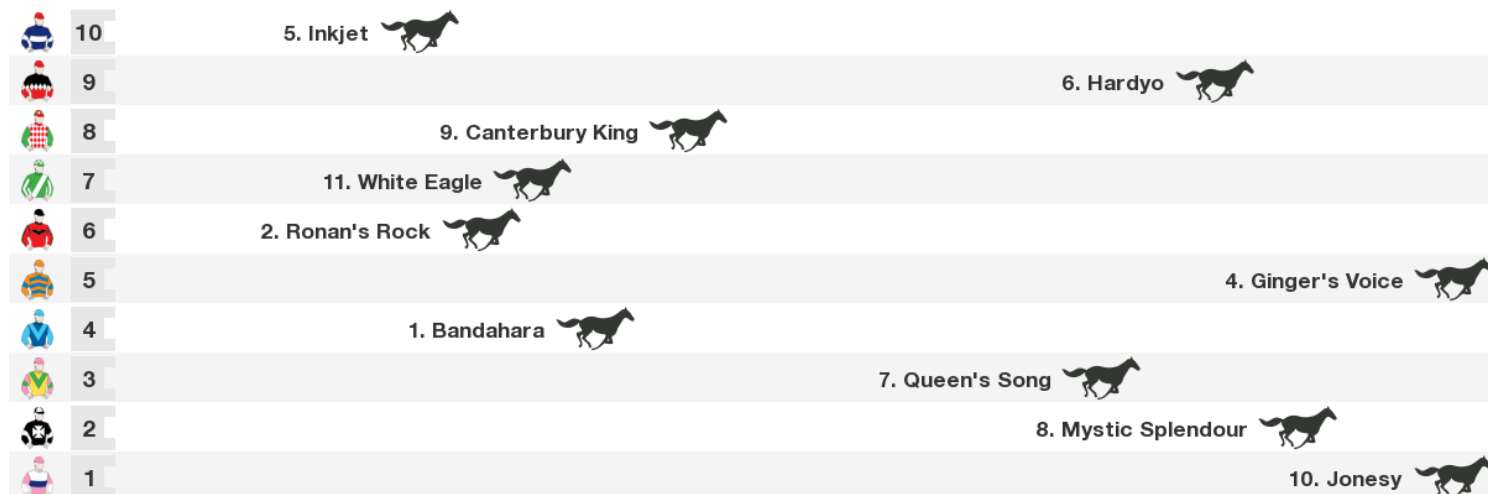 10 5. Inkjet
9 6. Hardyo
8 9. Canterbury King
7 11. White Eagle
6 2. Ronan's Rock
5 4. Ginger's Voice
4 1. Bandahara
3 7. Queen's Song
2 8. Mystic Splendour
1 10. Jonesy